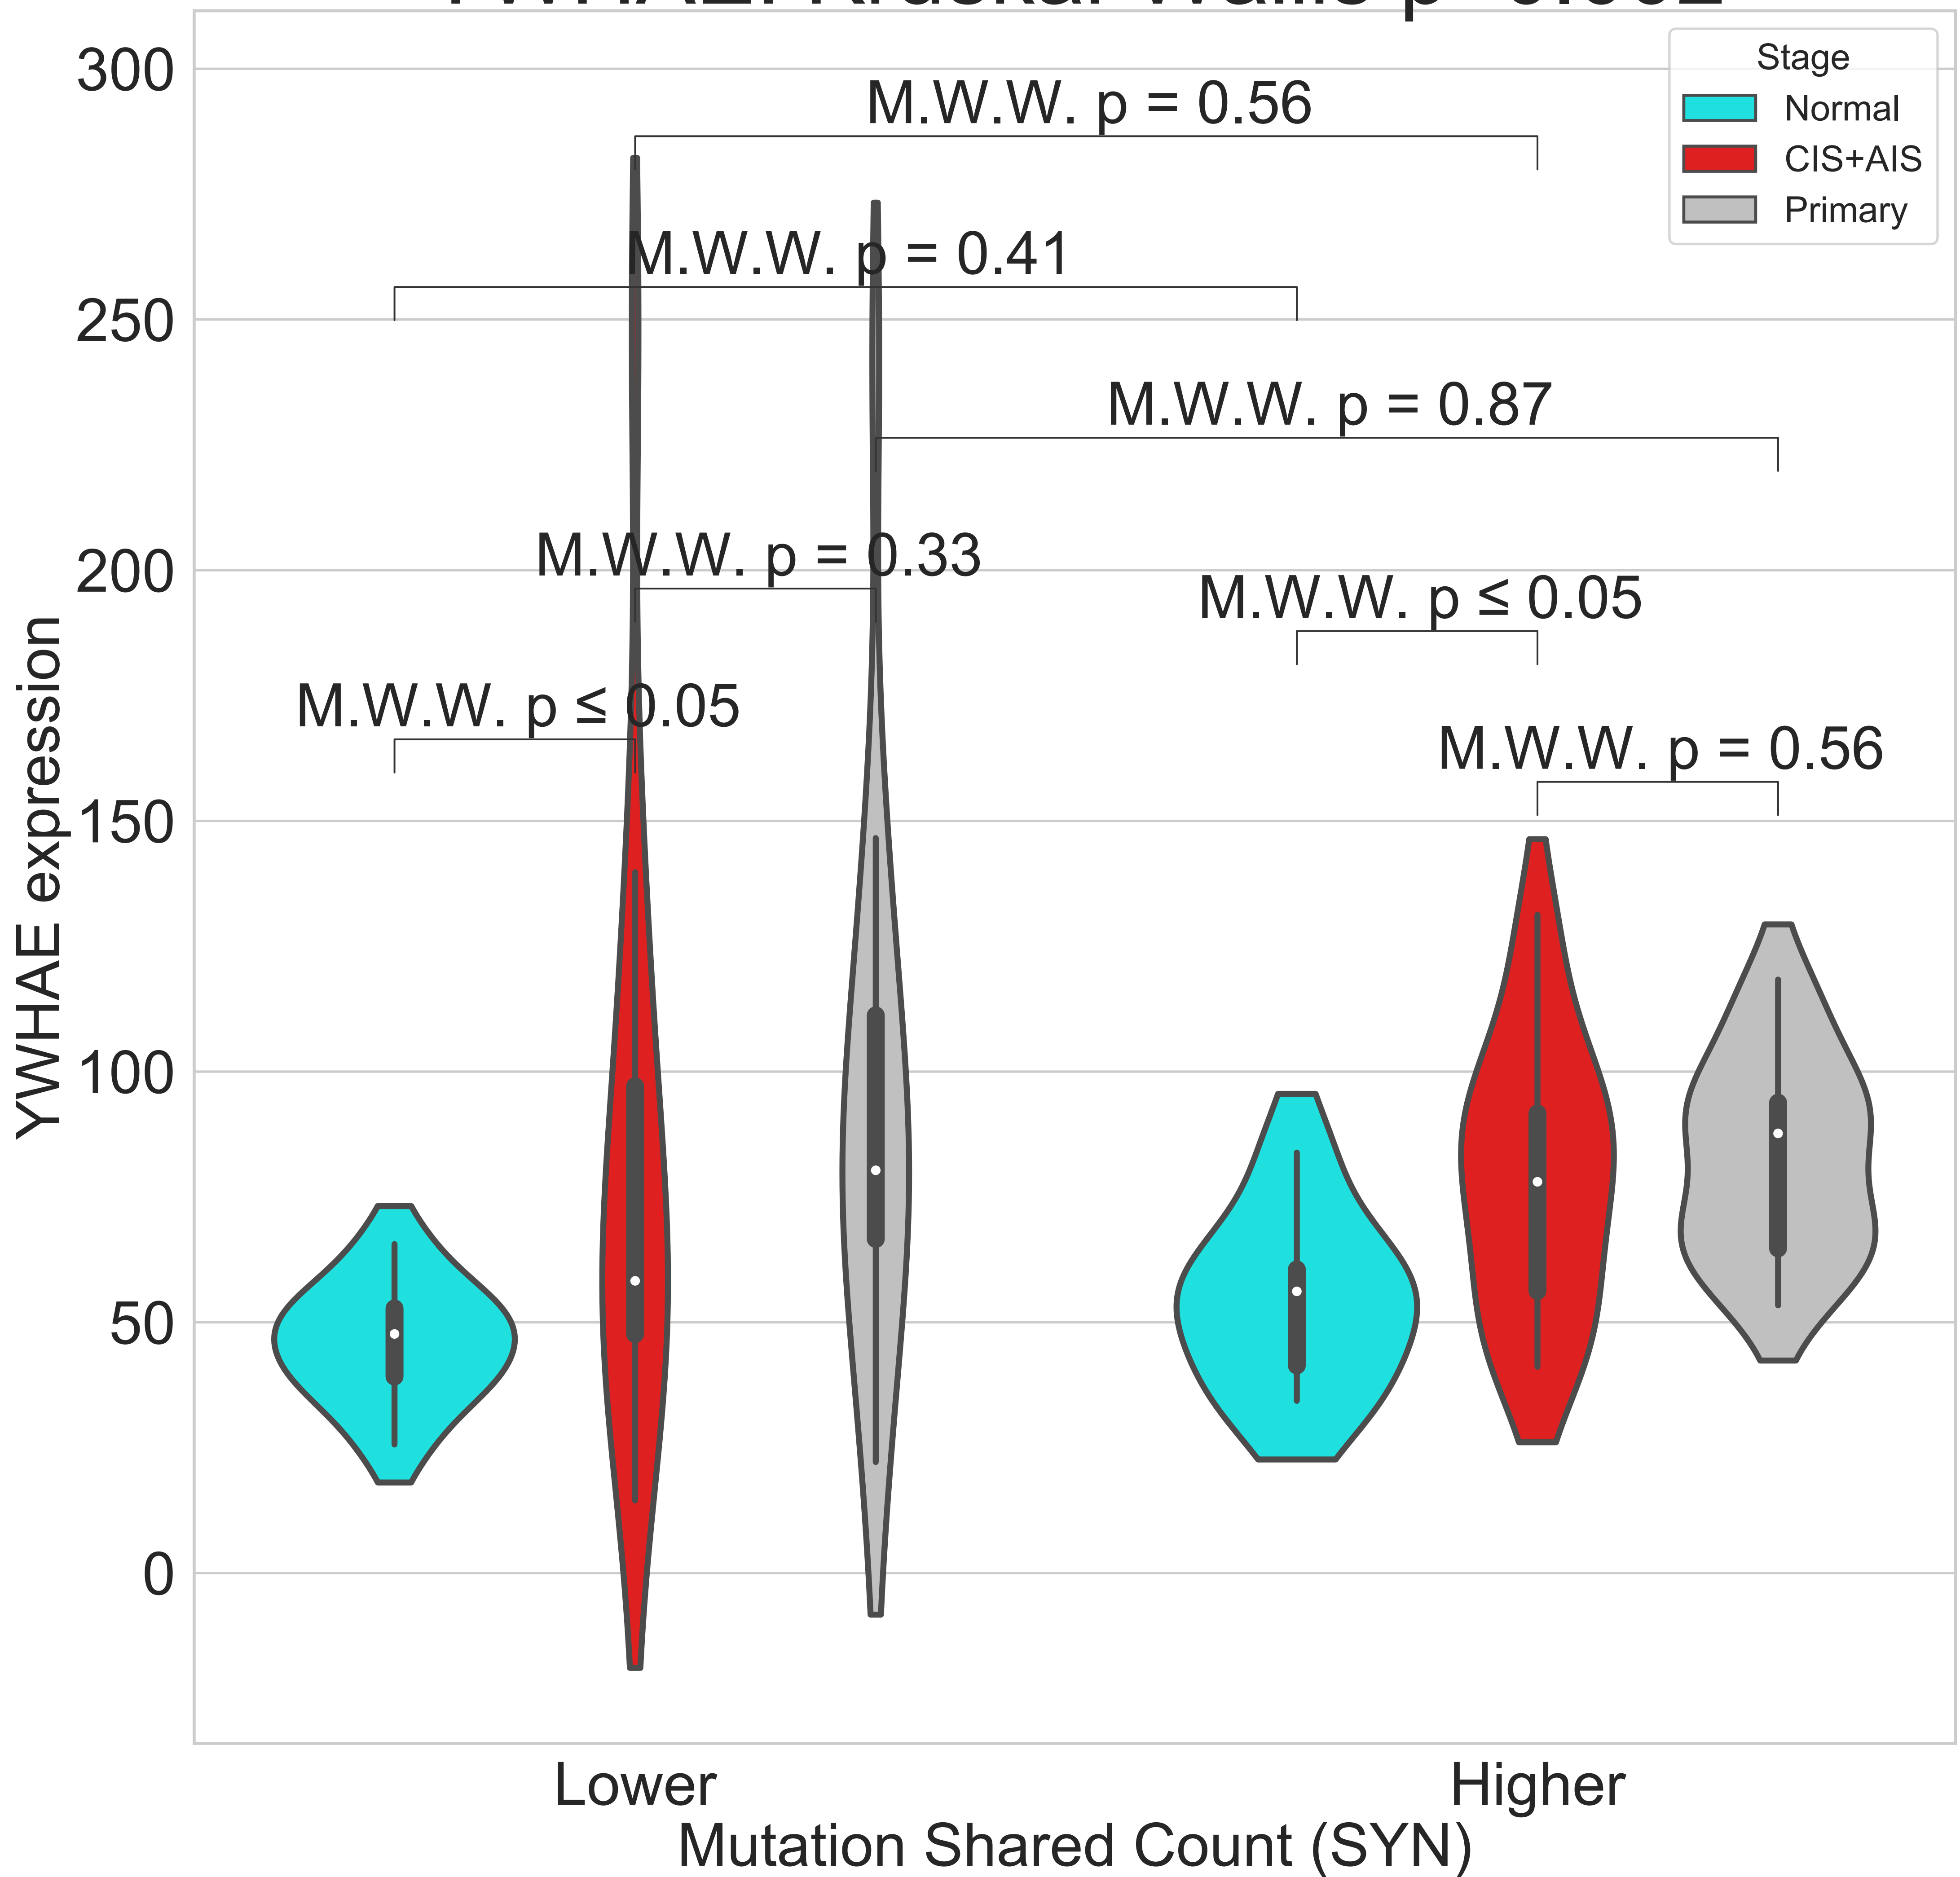 300
250
200
150
100
50
0
YWHAE expression
Stage
Normal
CIS+AIS
Primary
M.W.W. p = 0.56
M.W.W. p = 0.41
M.W.W. p = 0.87
M.W.W. p = 0.33
M.W.W. p ≤ 0.05
M.W.W. p ≤ 0.05
M.W.W. p = 0.56
Lower
Higher
Mutation Shared Count (SYN)